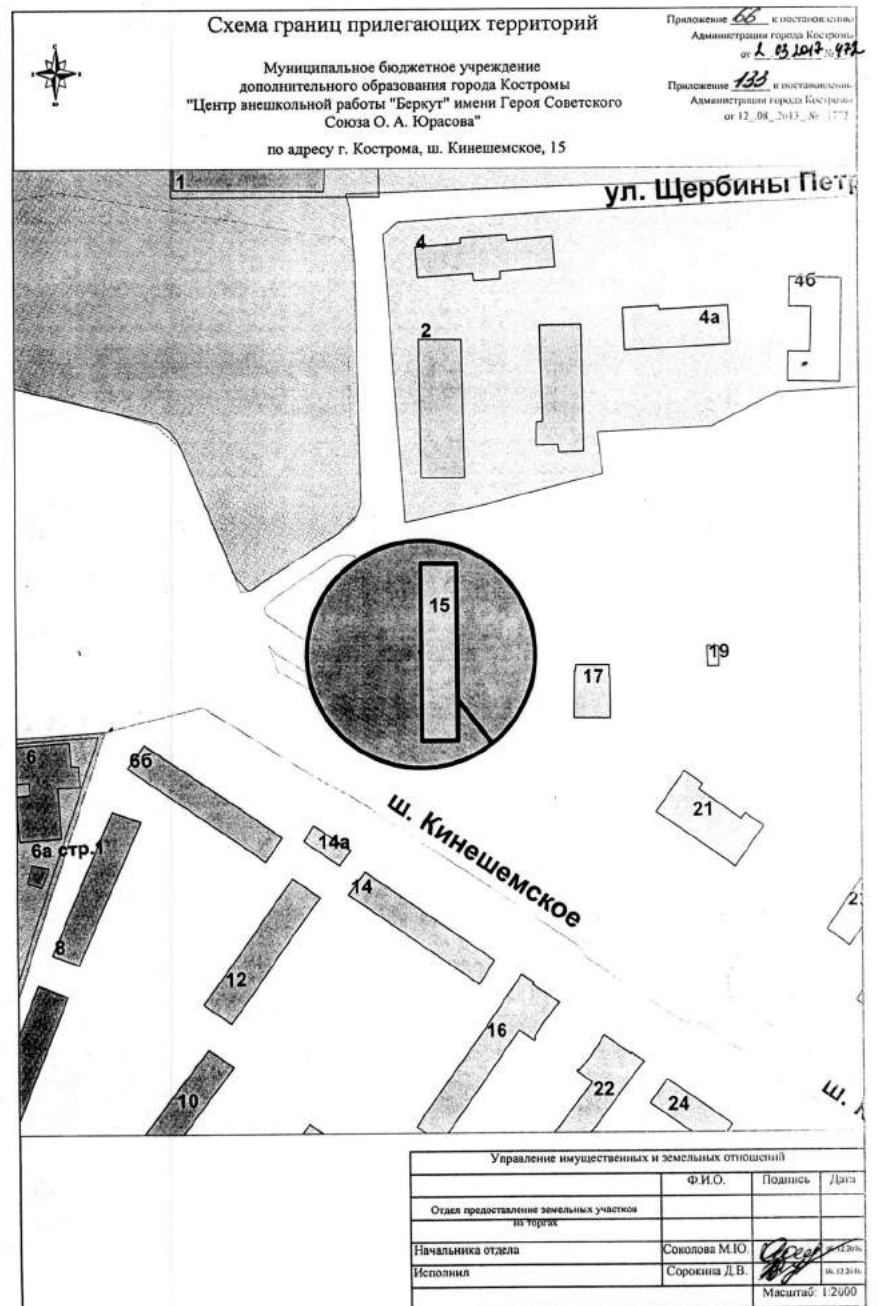 Схема границ прилегающих территорий
Муниципальное бюджетное учреждение
дополнительного образования города Костромы
"Центр внешкольной работы "Беркут" имени Героя Советского
Союза О. А. Юрасова"
по адресу г. Кострома, ш. Кинешемское, 15
Приложение 66 к постановлению
Администрации города Костромы
от 2 03 2017 № 472
Приложение 133 к постановлению
Администрации города Костромы
от 12 .08 .2013 №
1
ул. Щербины Петр
4
4б
4а
2
15
19
17
6
6б
21
ш. Кинешемское
14а
6а стр.1
14
8
12
16
10
22
24
ш.
Управление имущественных и земельных отношений
Ф.И.О. Подпись Дата
Отдел предоставление земельных участков
на торгах
Начальника отдела Соколова М.Ю.
Исполнил Сорокина Д.В. 06.12.2016
Масштаб: 1:2000